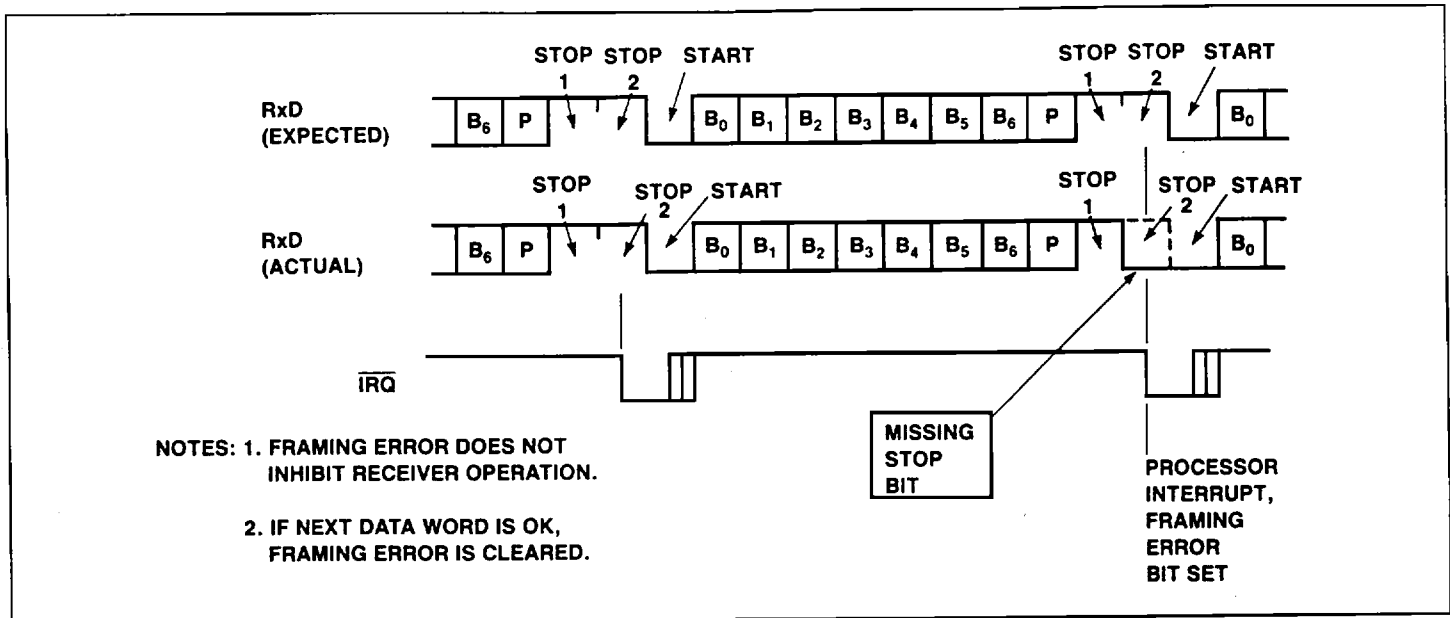 STOP STOP START
1 2
RxD
(EXPECTED)
B6 P B0 B1 B2 B3 B4 B5 B6 P
STOP STOP START
1 2
B0
STOP
1
STOP START
2
RxD
(ACTUAL)
B6 P B0 B1 B2 B3 B4 B5 B6 P
STOP
1
STOP START
2
B0
IRQ
MISSING
STOP
BIT
PROCESSOR
INTERRUPT,
FRAMING
ERROR
BIT SET
NOTES: 1. FRAMING ERROR DOES NOT
INHIBIT RECEIVER OPERATION.
2. IF NEXT DATA WORD IS OK,
FRAMING ERROR IS CLEARED.